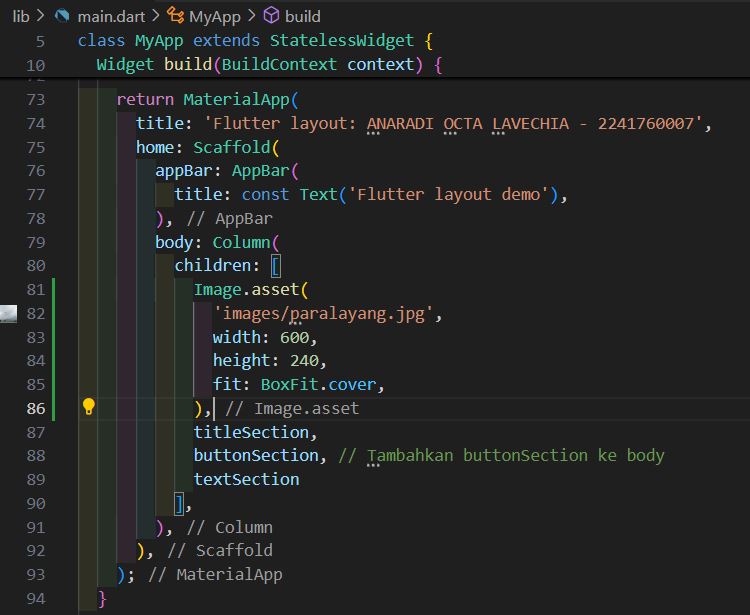 lib > main.dart > MyApp > build
5 class MyApp extends StatelessWidget {
10 Widget build(BuildContext context) {
73 return MaterialApp(
74 title: 'Flutter layout: ANARADI OCTA LAVECHIA - 2241760007',
75 home: Scaffold(
76 appBar: AppBar(
77 title: const Text('Flutter layout demo'),
78 ), // AppBar
79 body: Column(
80 children: [
81 Image.asset(
82 'images/paralayang.jpg',
83 width: 600,
84 height: 240,
85 fit: BoxFit.cover,
86 ), // Image.asset
87 titleSection,
88 buttonSection, // Tambahkan buttonSection ke body
89 textSection
90 ],
91 ), // Column
92 ), // Scaffold
93 ); // MaterialApp
94 }